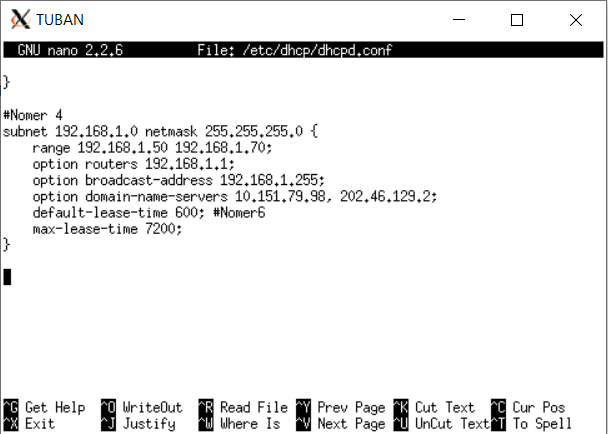 TUBAN
GNU nano 2.2.6 File: /etc/dhcp/dhcpd.conf
}
#Nomer 4
subnet 192.168.1.0 netmask 255.255.255.0 {
range 192.168.1.50 192.168.1.70;
option routers 192.168.1.1;
option broadcast-address 192.168.1.255;
option domain-name-servers 10.151.79.98, 202.46.129.2;
default-lease-time 600; #Nomer6
max-lease-time 7200;
}
^G Get Help ^O WriteOut ^R Read File ^Y Prev Page ^K Cut Text ^C Cur Pos
^X Exit ^J Justify ^W Where Is ^V Next Page ^U UnCut Text ^T To Spell